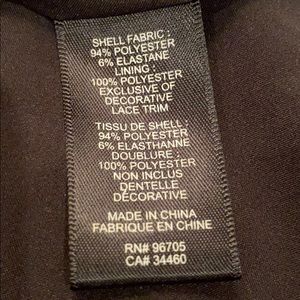 SHELL FABRIC :
94% POLYESTER
6% ELASTANE
LINING :
100% POLYESTER
EXCLUSIVE OF
DECORATIVE
LACE TRIM
TISSU DE SHELL :
94% POLYESTER
6% ELASTHANNE
DOUBLURE :
100% POLYESTER
NON INCLUS
DENTELLE
DÉCORATIVE
MADE IN CHINA
FABRIQUE EN CHINE
RN# 96705
CA# 34460